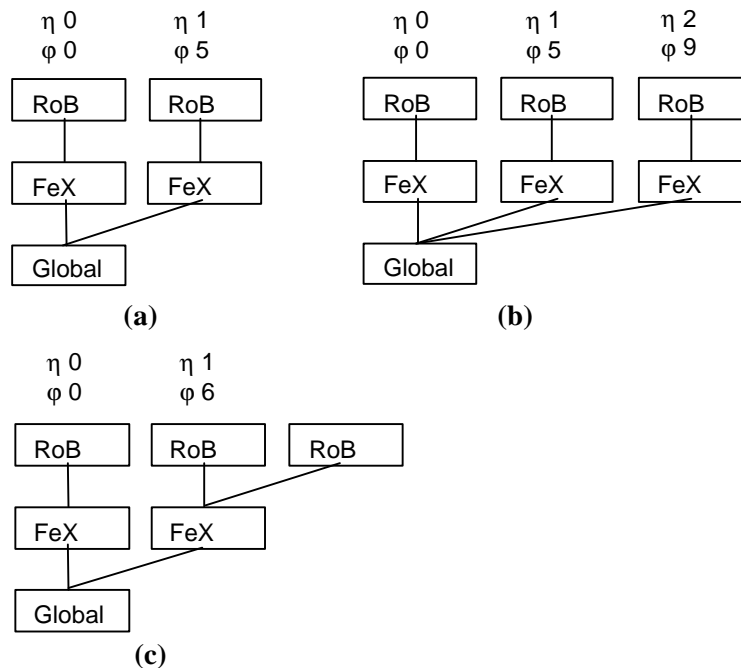 η 0 η 1
φ 0 φ 5
RoB RoB
FeX FeX
Global
(a)
η 0 η 1 η 2
φ 0 φ 5 φ 9
RoB RoB RoB
FeX FeX FeX
Global
(b)
η 0 η 1
φ 0 φ 6
RoB RoB RoB
FeX FeX
Global
(c)